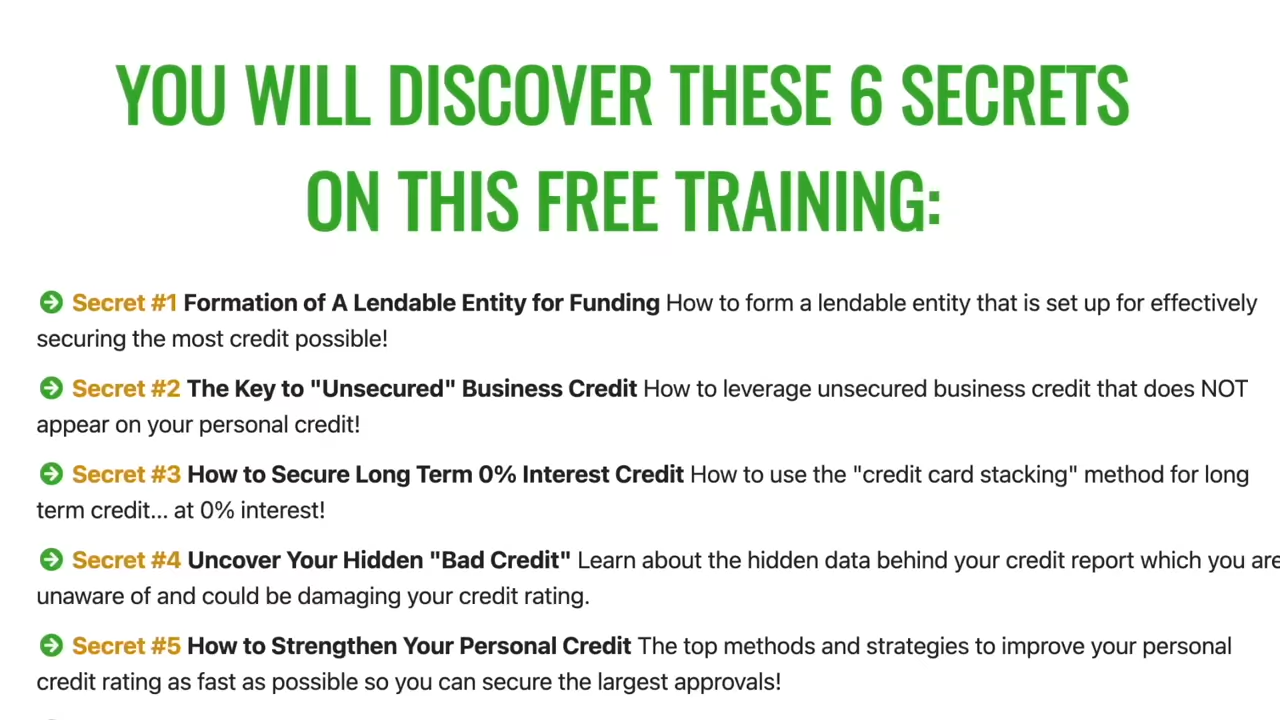 YOU WILL DISCOVER THESE 6 SECRETS
ON THIS FREE TRAINING:
Secret #1 Formation of A Lendable Entity for Funding How to form a lendable entity that is set up for effectively
securing the most credit possible!
Secret #2 The Key to "Unsecured" Business Credit How to leverage unsecured business credit that does NOT
appear on your personal credit!
Secret #3 How to Secure Long Term 0% Interest Credit How to use the "credit card stacking" method for long
term credit... at 0% interest!
Secret #4 Uncover Your Hidden "Bad Credit" Learn about the hidden data behind your credit report which you are
unaware of and could be damaging your credit rating.
Secret #5 How to Strengthen Your Personal Credit The top methods and strategies to improve your personal
credit rating as fast as possible so you can secure the largest approvals!